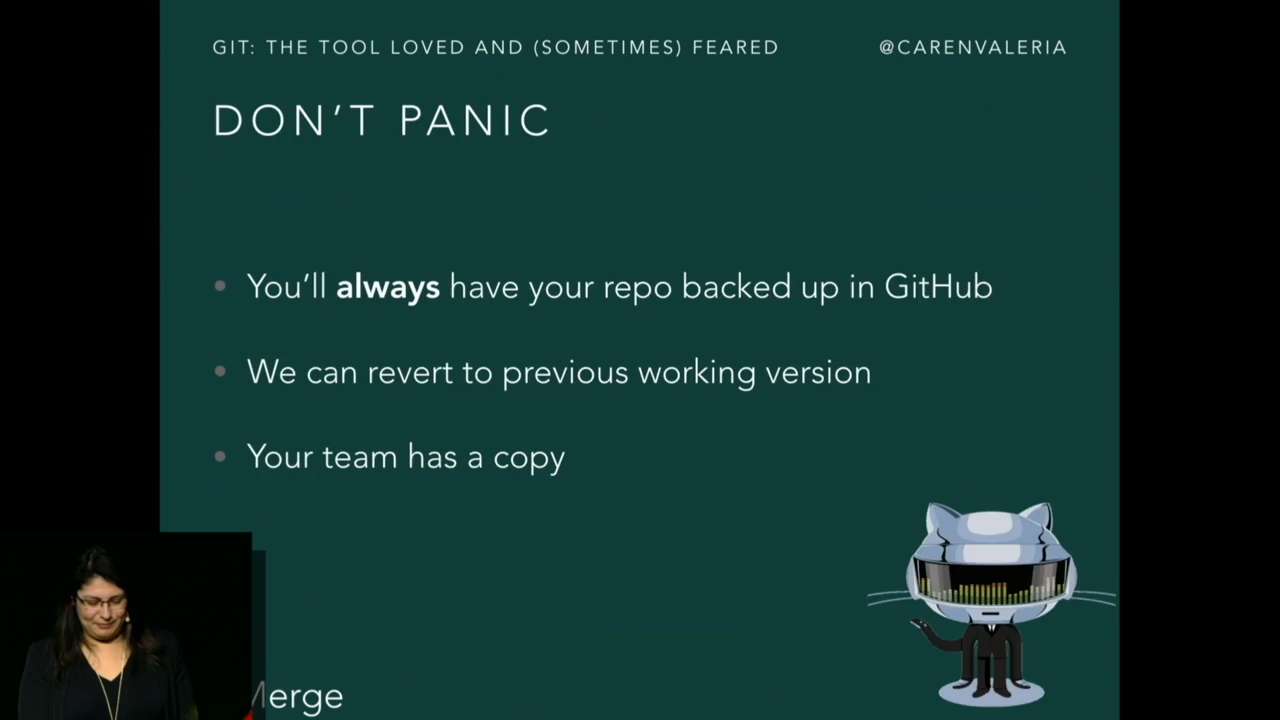 GIT: THE TOOL LOVED AND (SOMETIMES) FEARED
@CARENVALERIA
DON'T PANIC
• You'll always have your repo backed up in GitHub
• We can revert to previous working version
• Your team has a copy
Merge